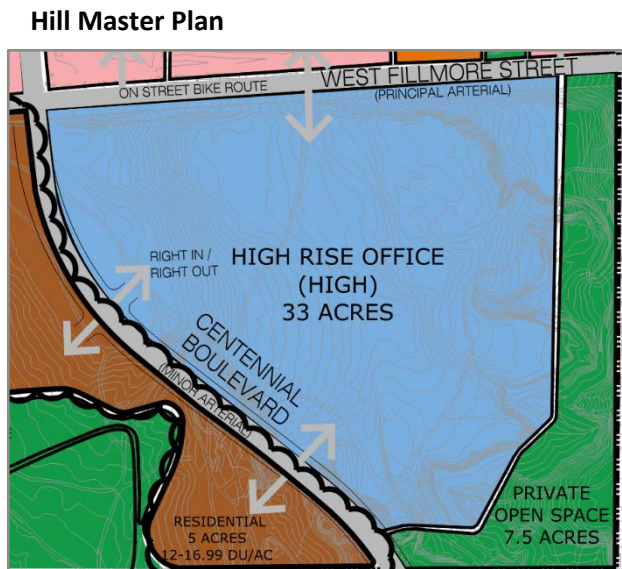 Hill Master Plan
WEST FILLMORE STREET
ON STREET BIKE ROUTE
(PRINCIPAL ARTERIAL)
RIGHT IN /
RIGHT OUT
HIGH RISE OFFICE
(HIGH)
33 ACRES
CENTENNIAL
BOULEVARD
(MINOR ARTERIAL)
RESIDENTIAL
5 ACRES
12-16.99 DU/AC
PRIVATE
OPEN SPACE
7.5 ACRES